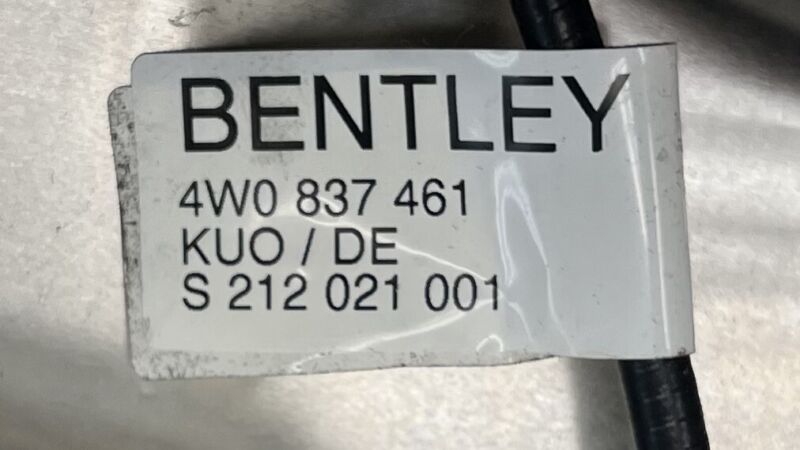 BENTLEY
4W0 837 461
KUO / DE
S 212 021 001